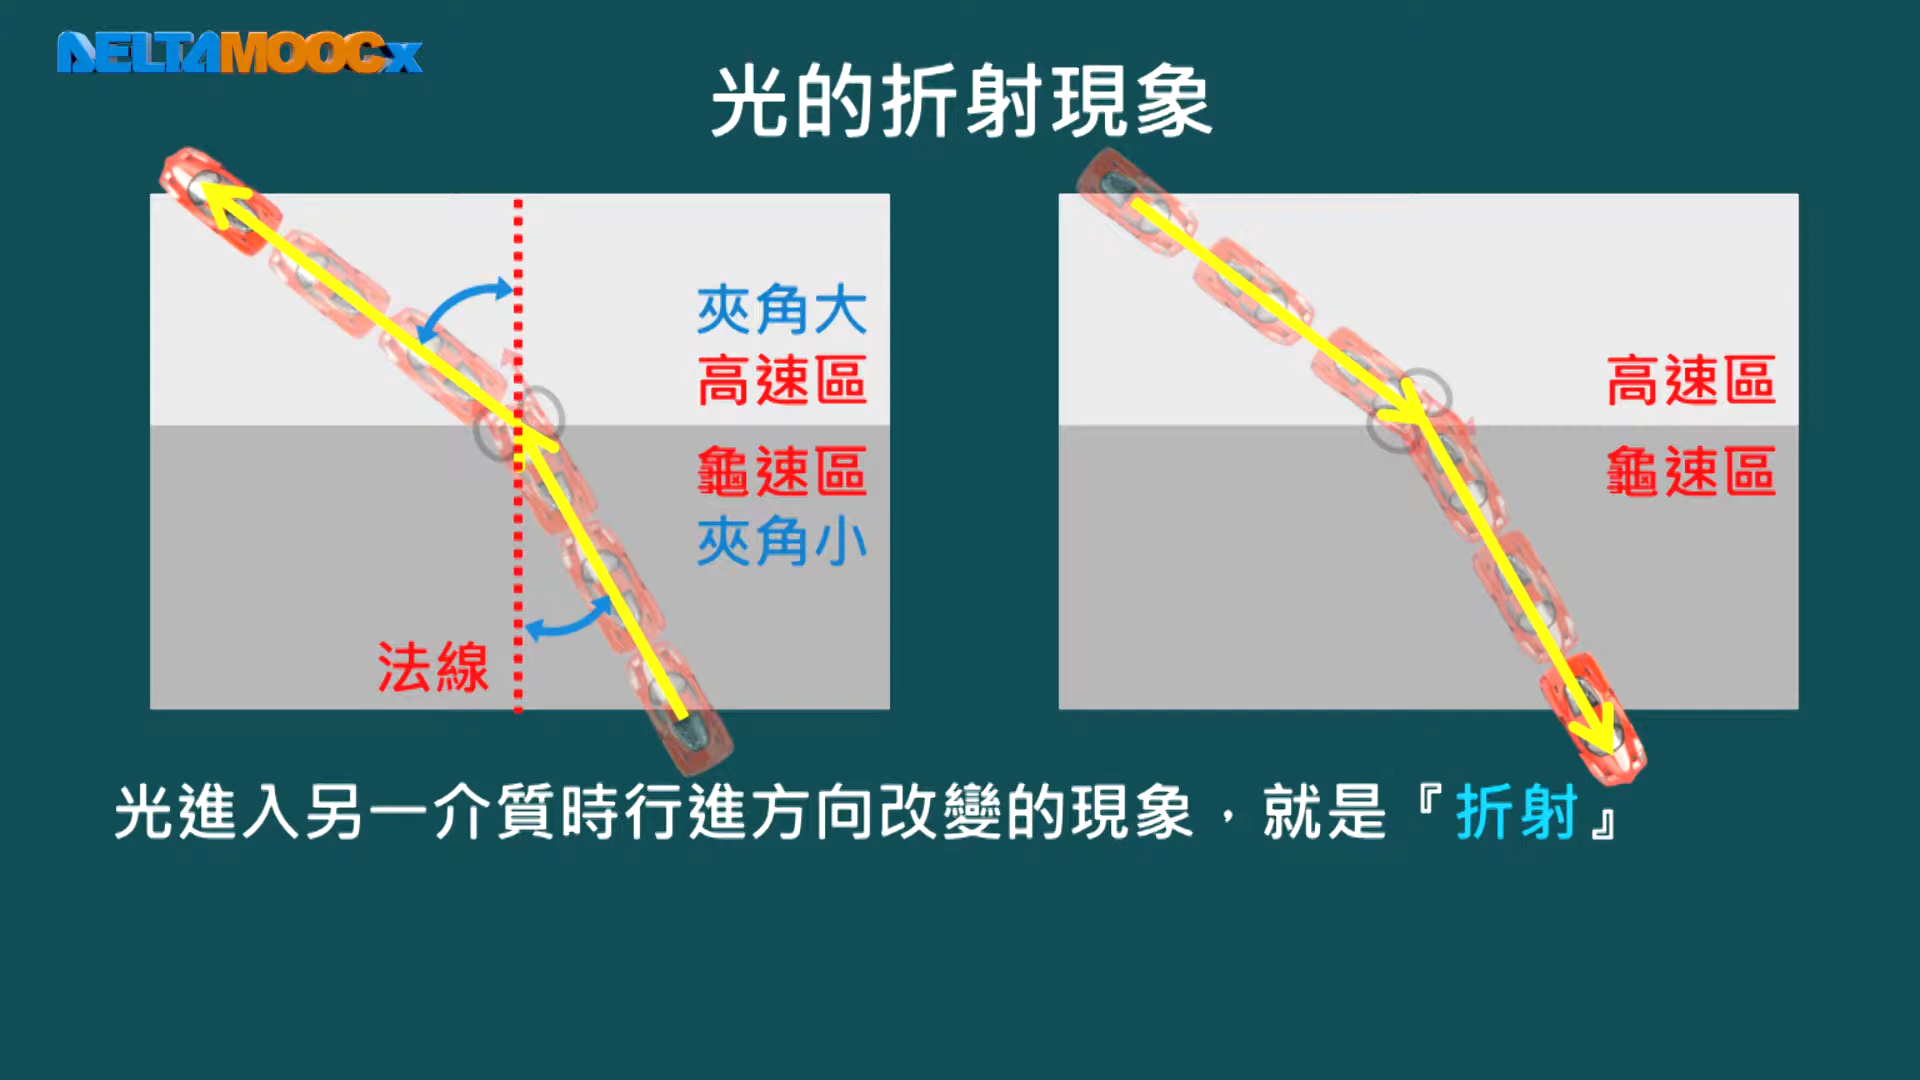 DELTAMOOCx
光的折射現象
夾角大
高速區
龜速區
夾角小
法線
高速區
龜速區
光進入另一介質時行進方向改變的現象，就是『折射』